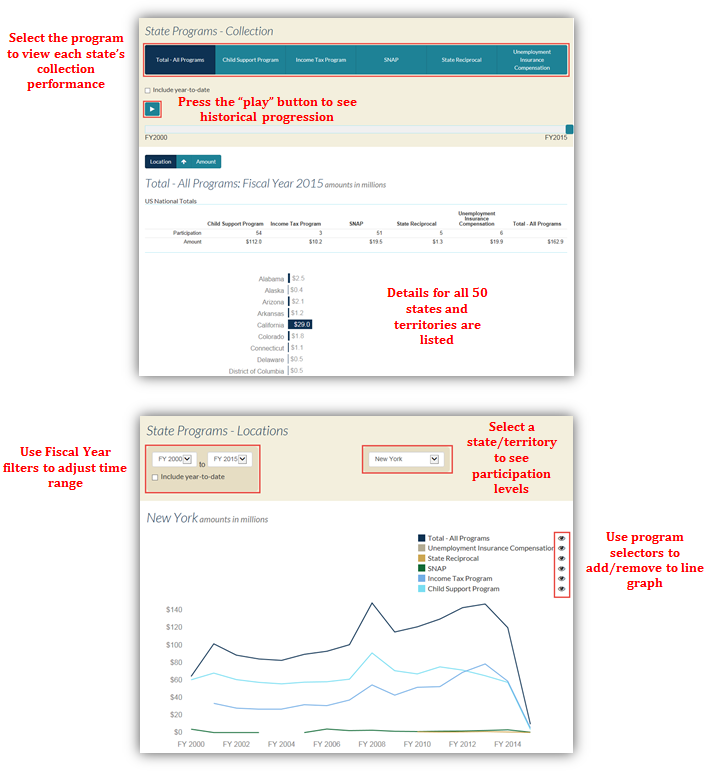 Select the program
to view each state's
collection
performance
State Programs - Collection
Total - All Programs
Child Support Program
Income Tax Program
SNAP
State Reciprocal
Unemployment
Insurance
Compensation
Include year-to-date
Press the "play" button to see
historical progression
FY2000 FY2015
Location Amount
Total - All Programs: Fiscal Year 2015 amounts in millions
US National Totals
Child Support Program Income Tax Program SNAP State Reciprocal Unemployment Insurance Compensation Total - All Programs
Participation 54 3 51 5 6
Amount $112.0 $10.2 $19.5 $1.3 $19.9 $162.9
Alabama $2.5
Alaska $0.4
Arizona $2.1
Arkansas $1.2
California $29.0
Colorado $1.8
Connecticut $1.1
Delaware $0.5
District of Columbia $0.5
Details for all 50
states and
territories are
listed
State Programs - Locations
Use Fiscal Year
filters to adjust time
range
FY 2000 to FY 2015
Include year-to-date
New York
Select a
state/territory
to see
participation
levels
New York amounts in millions
Total - All Programs
Unemployment Insurance Compensation
State Reciprocal
SNAP
Income Tax Program
Child Support Program
Use program
selectors to
add/remove to line
graph
$140
$120
$100
$80
$60
$40
$20
$0
FY 2000 FY 2002 FY 2004 FY 2006 FY 2008 FY 2010 FY 2012 FY 2014